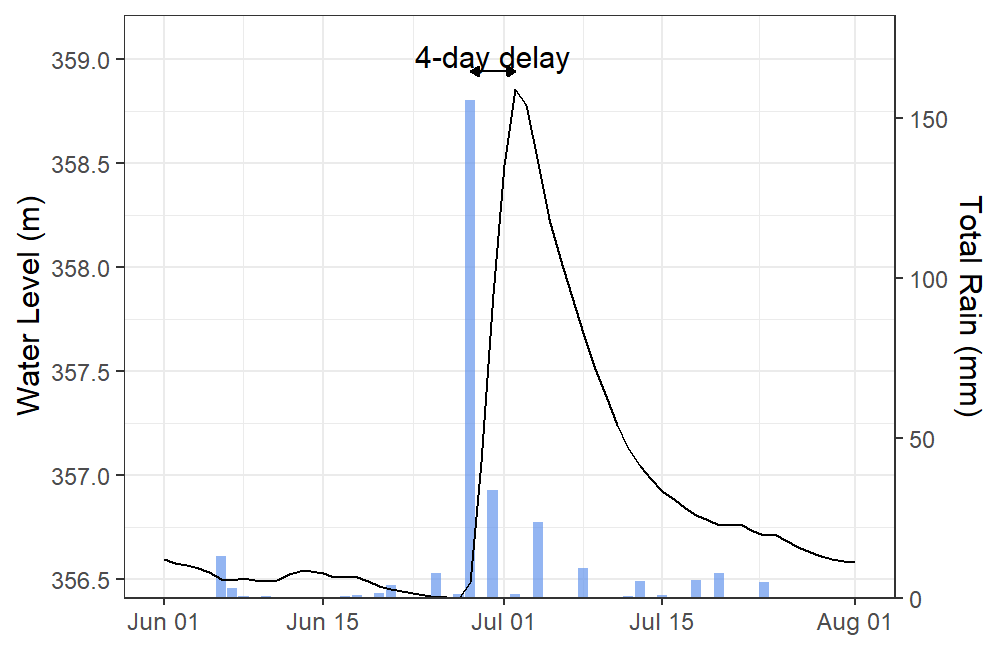 4-day delay
359.0
358.5
358.0
357.5
357.0
356.5
Water Level (m)
150
100
50
0
Total Rain (mm)
Jun 01
Jun 15
Jul 01
Jul 15
Aug 01